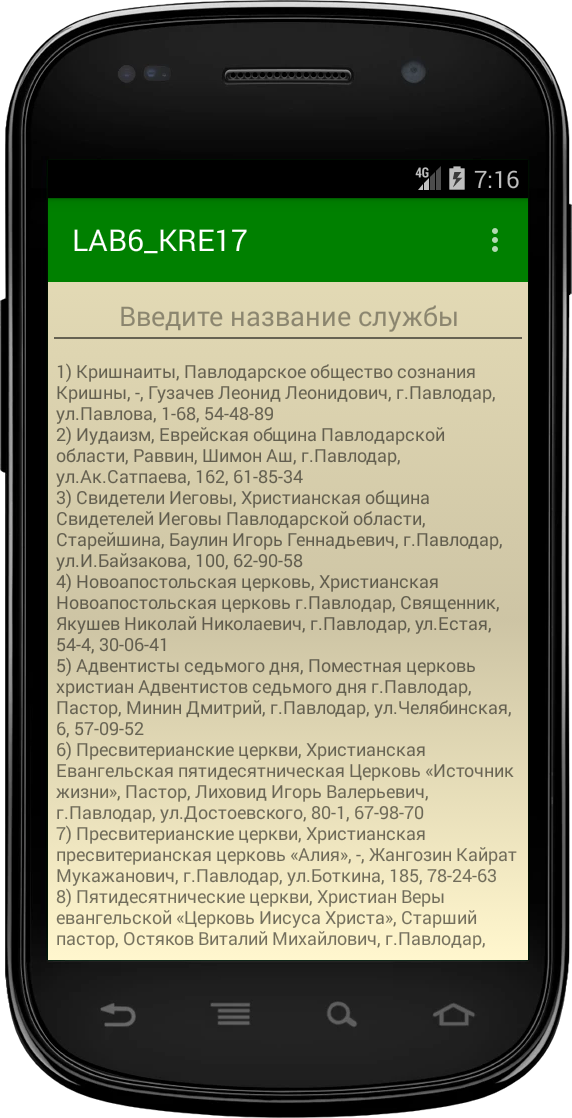 4G 7:16
LAB6_KRE17
Введите название службы
1) Кришнаиты, Павлодарское общество сознания
Кришны, -, Гузачев Леонид Леонидович, г.Павлодар,
ул.Павлова, 1-68, 54-48-89
2) Иудаизм, Еврейская община Павлодарской
области, Раввин, Шимон Аш, г.Павлодар,
ул.Ак.Сатпаева, 162, 61-85-34
3) Свидетели Иеговы, Христианская община
Свидетелей Иеговы Павлодарской области,
Старейшина, Баулин Игорь Геннадьевич, г.Павлодар,
ул.И.Байзакова, 100, 62-90-58
4) Новоапостольская церковь, Христианская
Новоапостольская церковь г.Павлодар, Священник,
Якушев Николай Николаевич, г.Павлодар, ул.Естая,
54-4, 30-06-41
5) Адвентисты седьмого дня, Поместная церковь
христиан Адвентистов седьмого дня г.Павлодар,
Пастор, Минин Дмитрий, г.Павлодар, ул.Челябинская,
6, 57-09-52
6) Пресвитерианские церкви, Христианская
Евангельская пятидесятническая Церковь «Источник
жизни», Пастор, Лиховид Игорь Валерьевич,
г.Павлодар, ул.Достоевского, 80-1, 67-98-70
7) Пресвитерианские церкви, Христианская
пресвитерианская церковь «Алия», -, Жангозин Кайрат
Мукажанович, г.Павлодар, ул.Боткина, 185, 78-24-63
8) Пятидесятнические церкви, Христиан Веры
евангельской «Церковь Иисуса Христа», Старший
пастор, Остяков Виталий Михайлович, г.Павлодар,